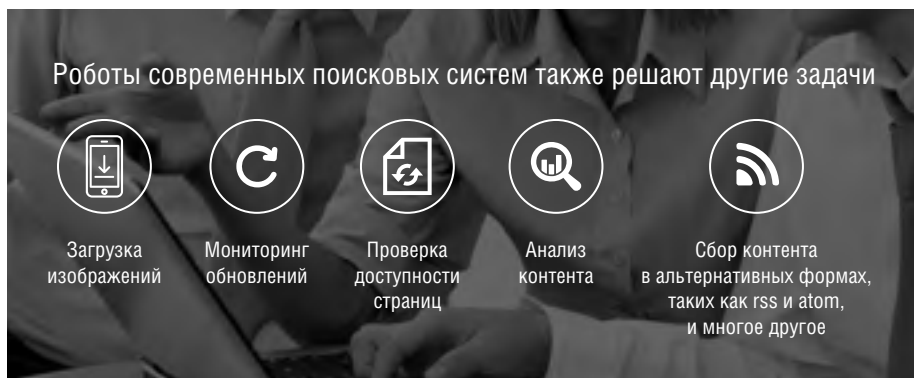 Роботы современных поисковых систем также решают другие задачи
Загрузка
изображений
Мониторинг
обновлений
Проверка
доступности
страниц
Анализ
контента
Сбор контента
в альтернативных формах,
таких как rss и atom,
и многое другое